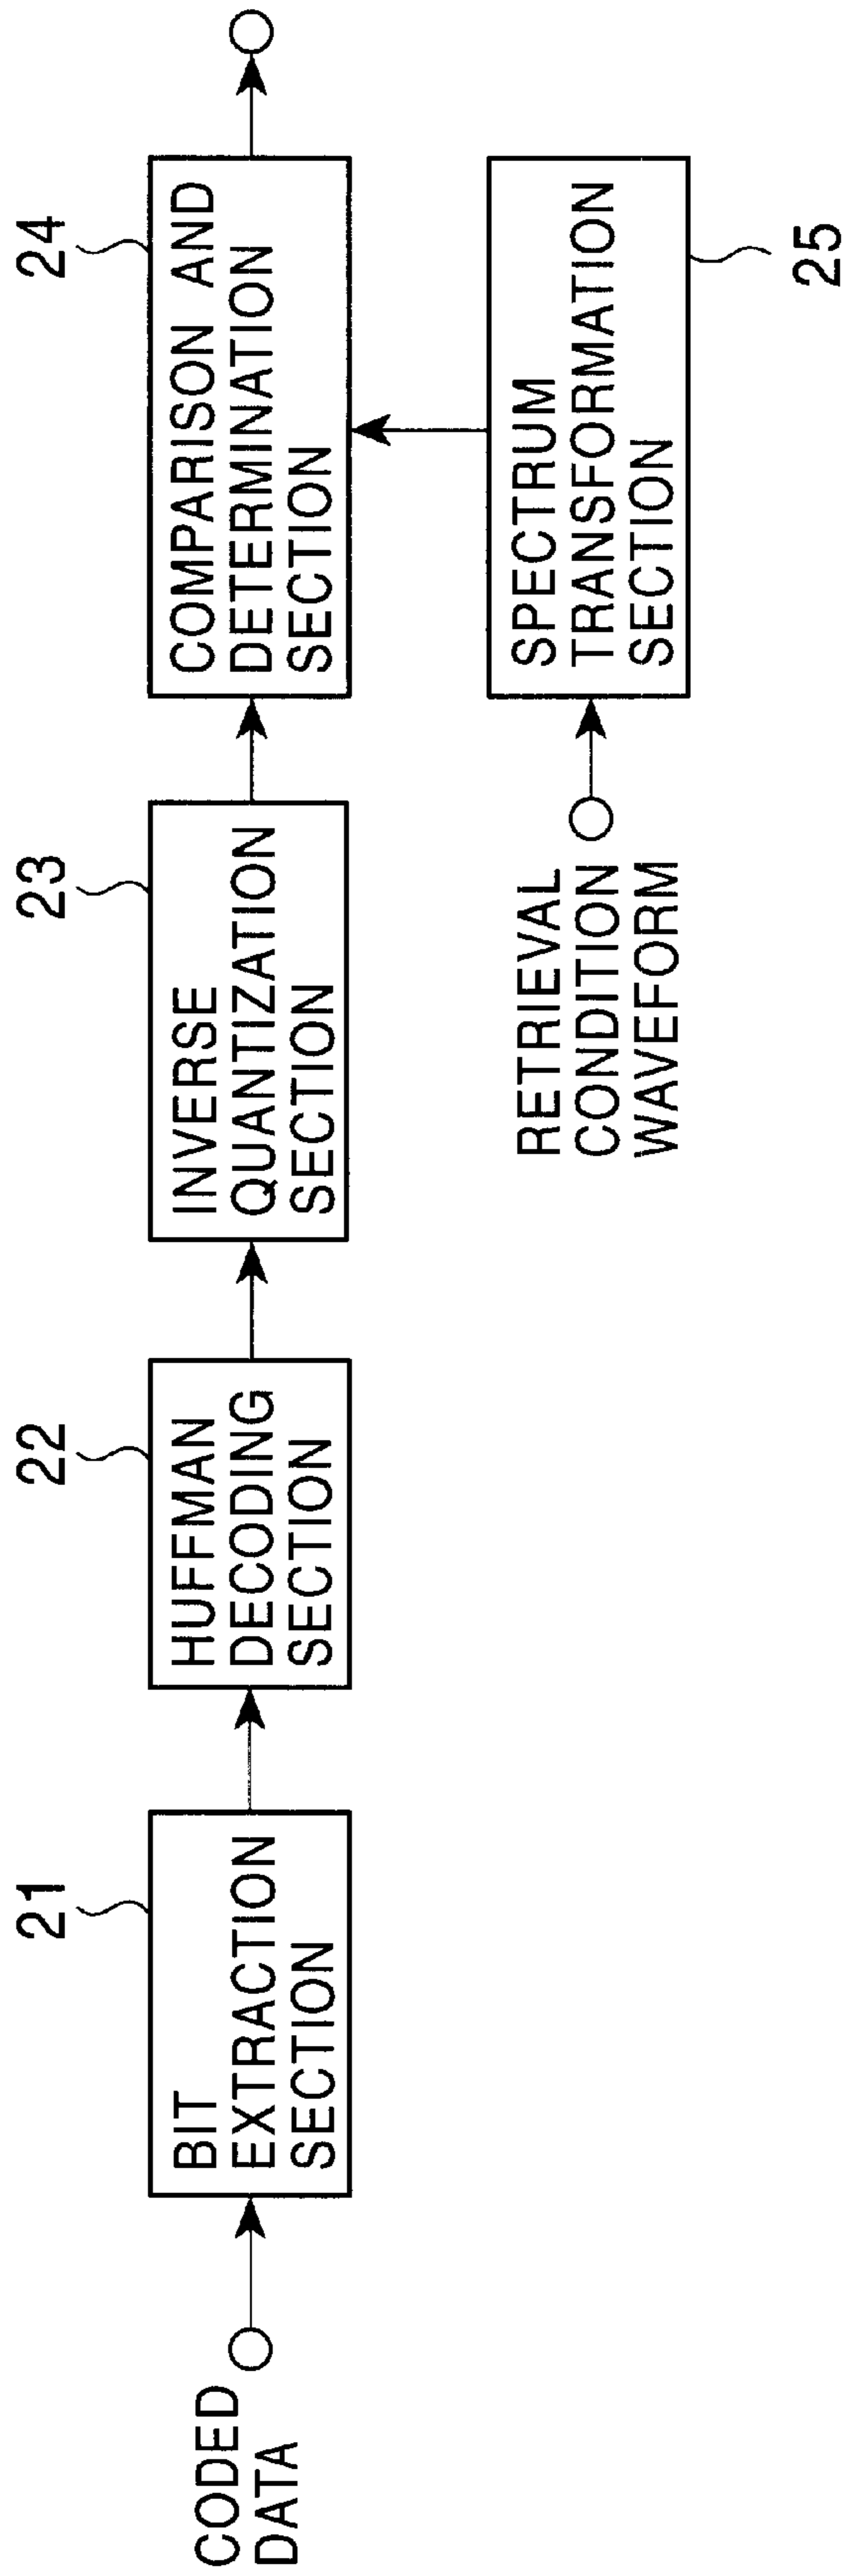 CODED
DATA
21
BIT
EXTRACTION
SECTION
22
HUFFMAN
DECODING
SECTION
23
INVERSE
QUANTIZATION
SECTION
24
COMPARISON AND
DETERMINATION
SECTION
RETRIEVAL
CONDITION
WAVEFORM
SPECTRUM
TRANSFORMATION
SECTION
25